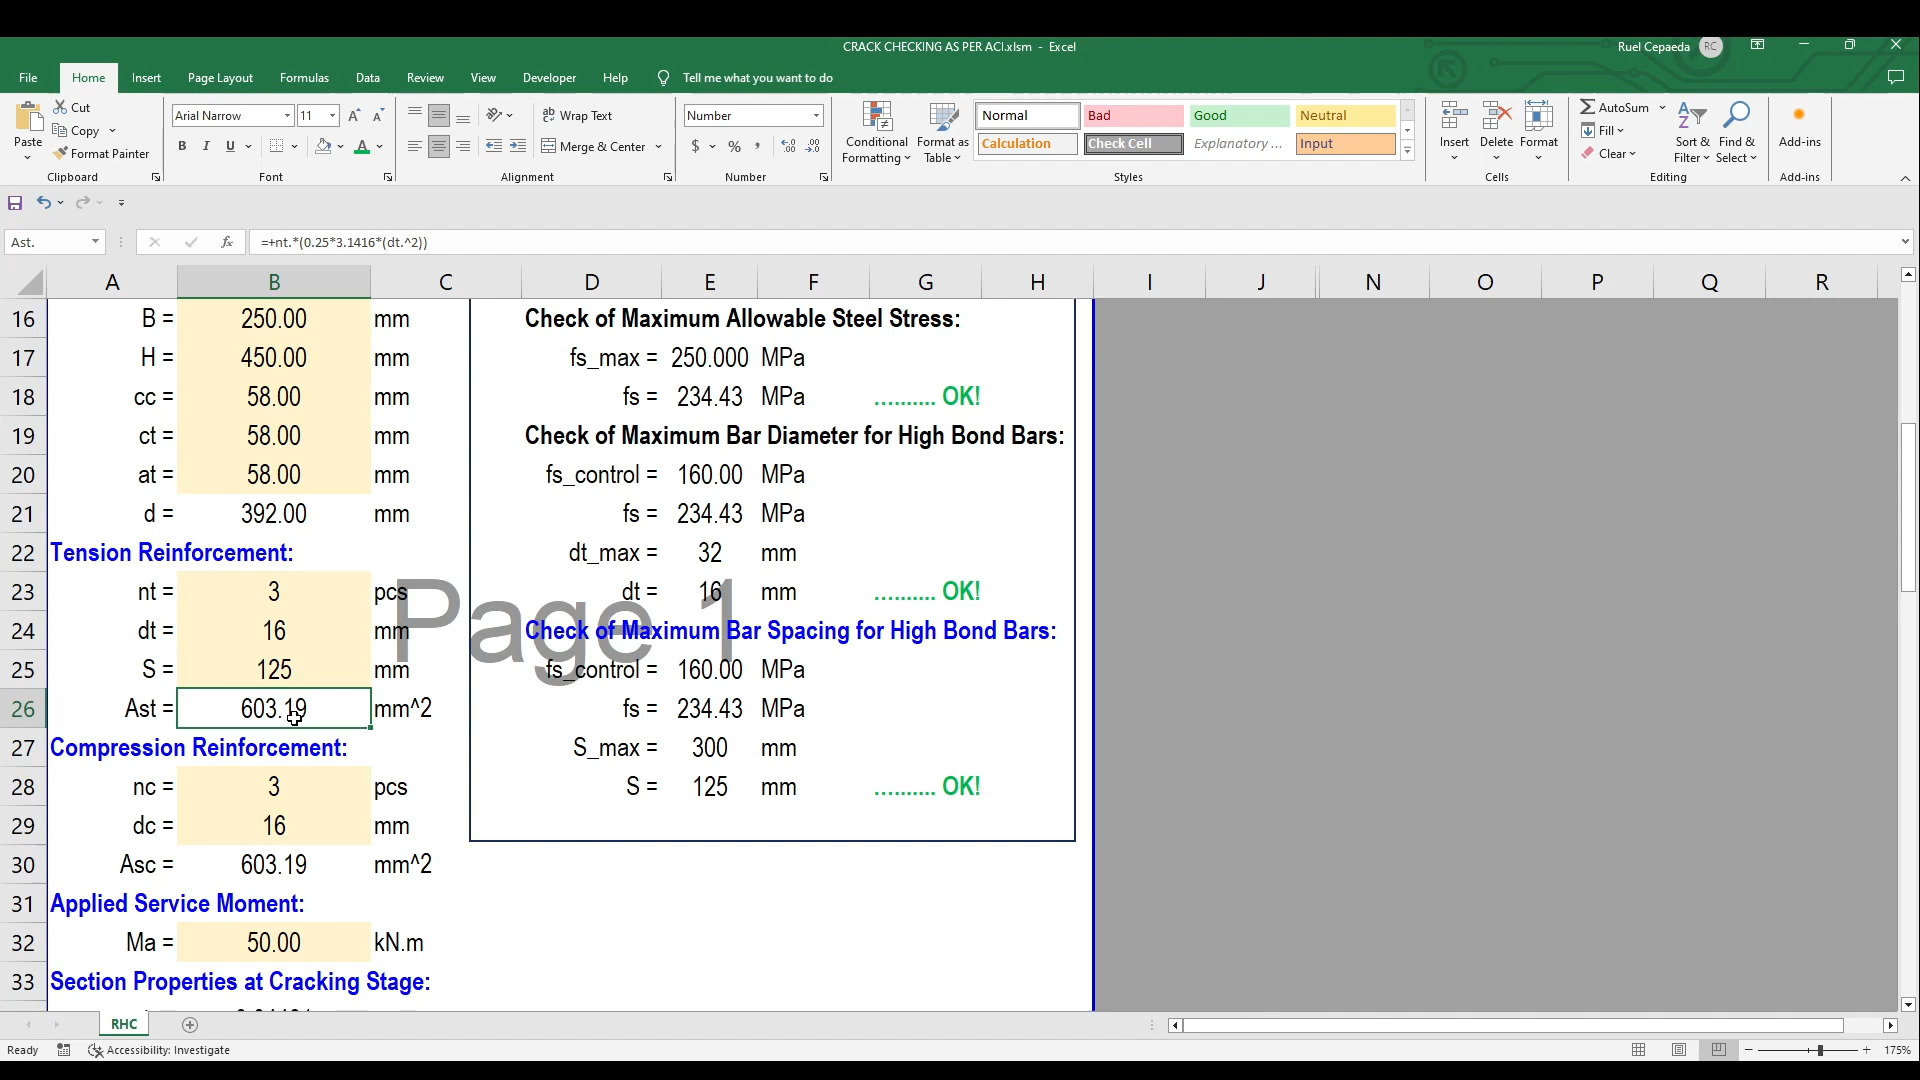 CRACK CHECKING AS PER ACI.xlsm - Excel
Ruel Cepaeda RC
File Home Insert Page Layout Formulas Data Review View Developer Help Tell me what you want to do
Paste Cut Copy Format Painter Clipboard
Arial Narrow 11 B I U Font
Wrap Text Merge & Center Alignment
Number $ % , Number
Conditional Formatting Format as Table
Normal Bad Good Neutral
Calculation Check Cell Explanatory ... Input
Styles
Insert Delete Format Cells
AutoSum Fill Clear Sort & Filter Find & Select Editing
Add-ins Add-ins
Ast. fx =+nt.*(0.25*3.1416*(dt.^2))
A B C D E F G H I J N O P Q R
16 B = 250.00 mm Check of Maximum Allowable Steel Stress:
17 H = 450.00 mm fs_max = 250.000 MPa
18 cc = 58.00 mm fs = 234.43 MPa .......... OK!
19 ct = 58.00 mm Check of Maximum Bar Diameter for High Bond Bars:
20 at = 58.00 mm fs_control = 160.00 MPa
21 d = 392.00 mm fs = 234.43 MPa
22 Tension Reinforcement: dt_max = 32 mm
23 nt = 3 pcs dt = 16 mm .......... OK!
Page 1
24 dt = 16 mm Check of Maximum Bar Spacing for High Bond Bars:
25 S = 125 mm fs_control = 160.00 MPa
26 Ast = 603.19 mm^2 fs = 234.43 MPa
27 Compression Reinforcement: S_max = 300 mm
28 nc = 3 pcs S = 125 mm .......... OK!
29 dc = 16 mm
30 Asc = 603.19 mm^2
31 Applied Service Moment:
32 Ma = 50.00 kN.m
33 Section Properties at Cracking Stage:
RHC
Ready Accessibility: Investigate 175%